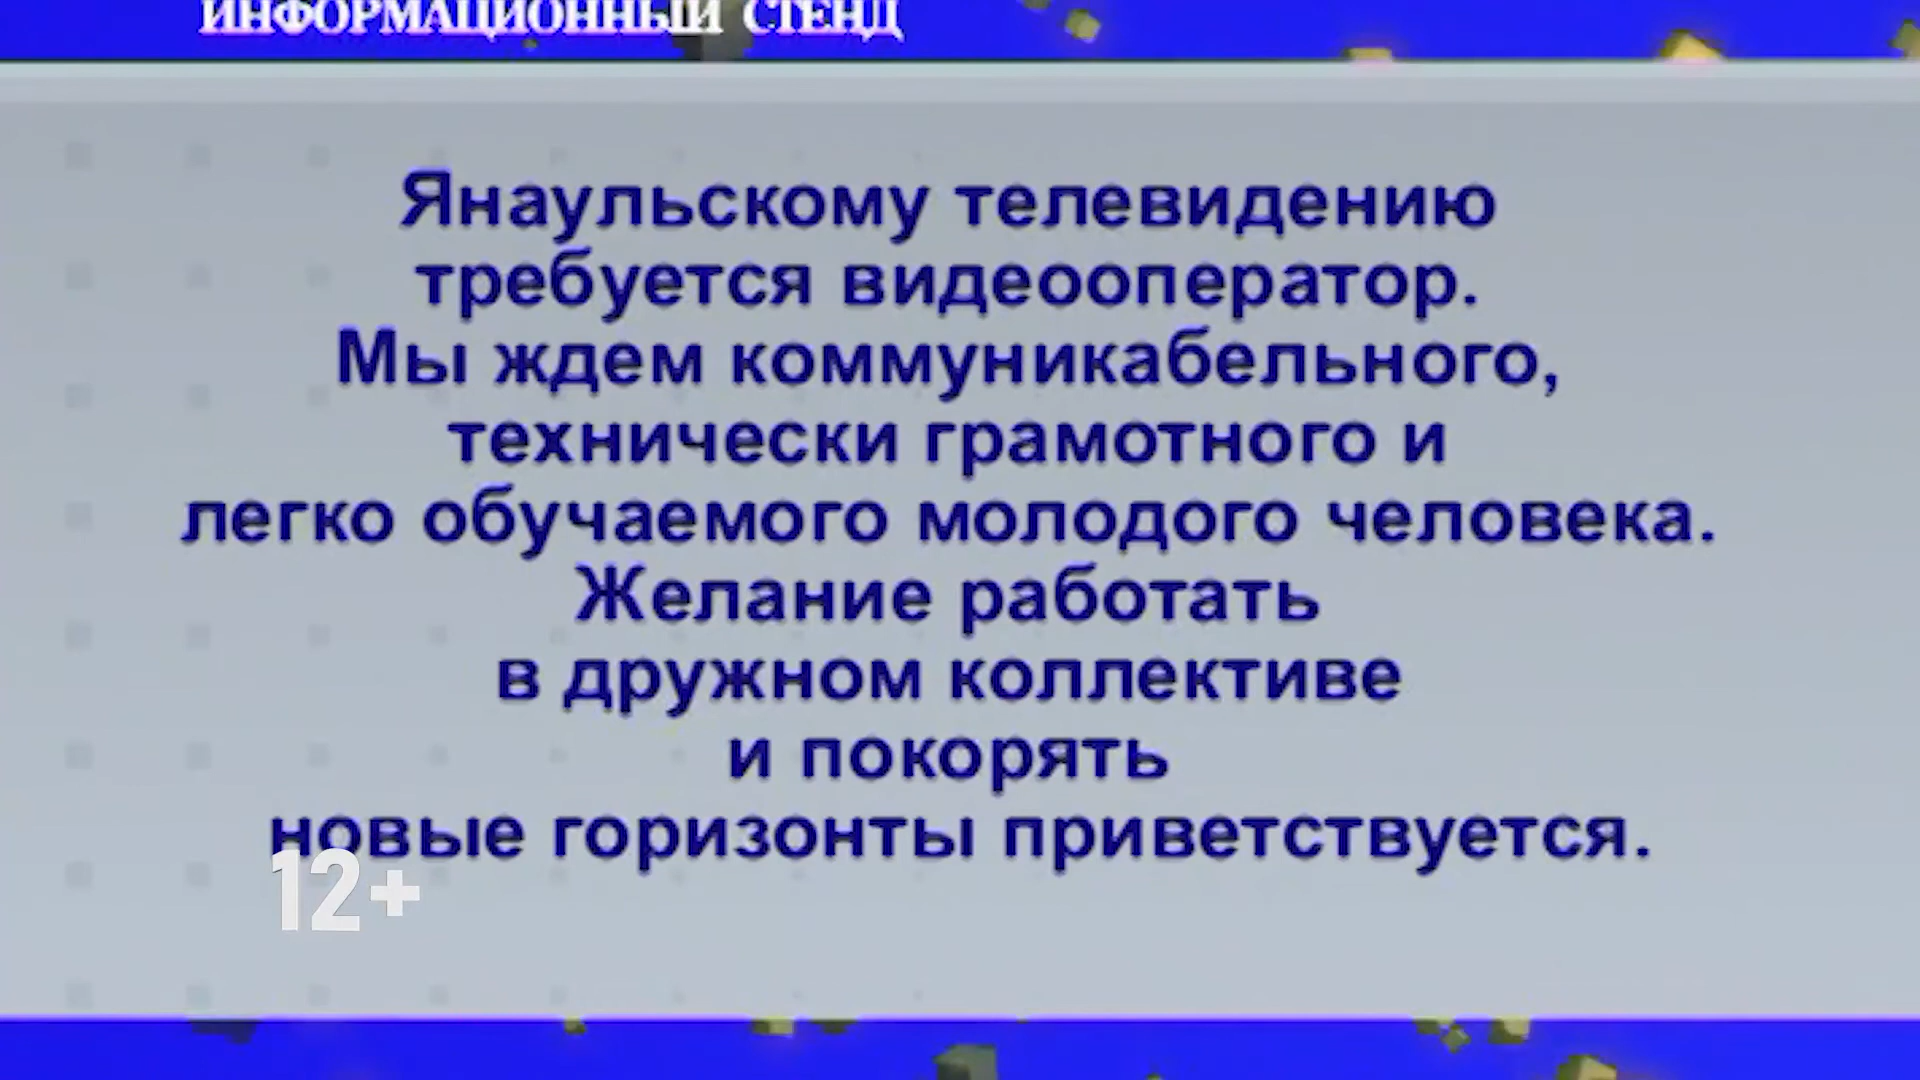 ИНФОРМАЦИОННЫЙ СТЕНД
Янаульскому телевидению
требуется видеооператор.
Мы ждем коммуникабельного,
технически грамотного и
легко обучаемого молодого человека.
Желание работать
в дружном коллективе
и покорять
новые горизонты приветствуется.
12+